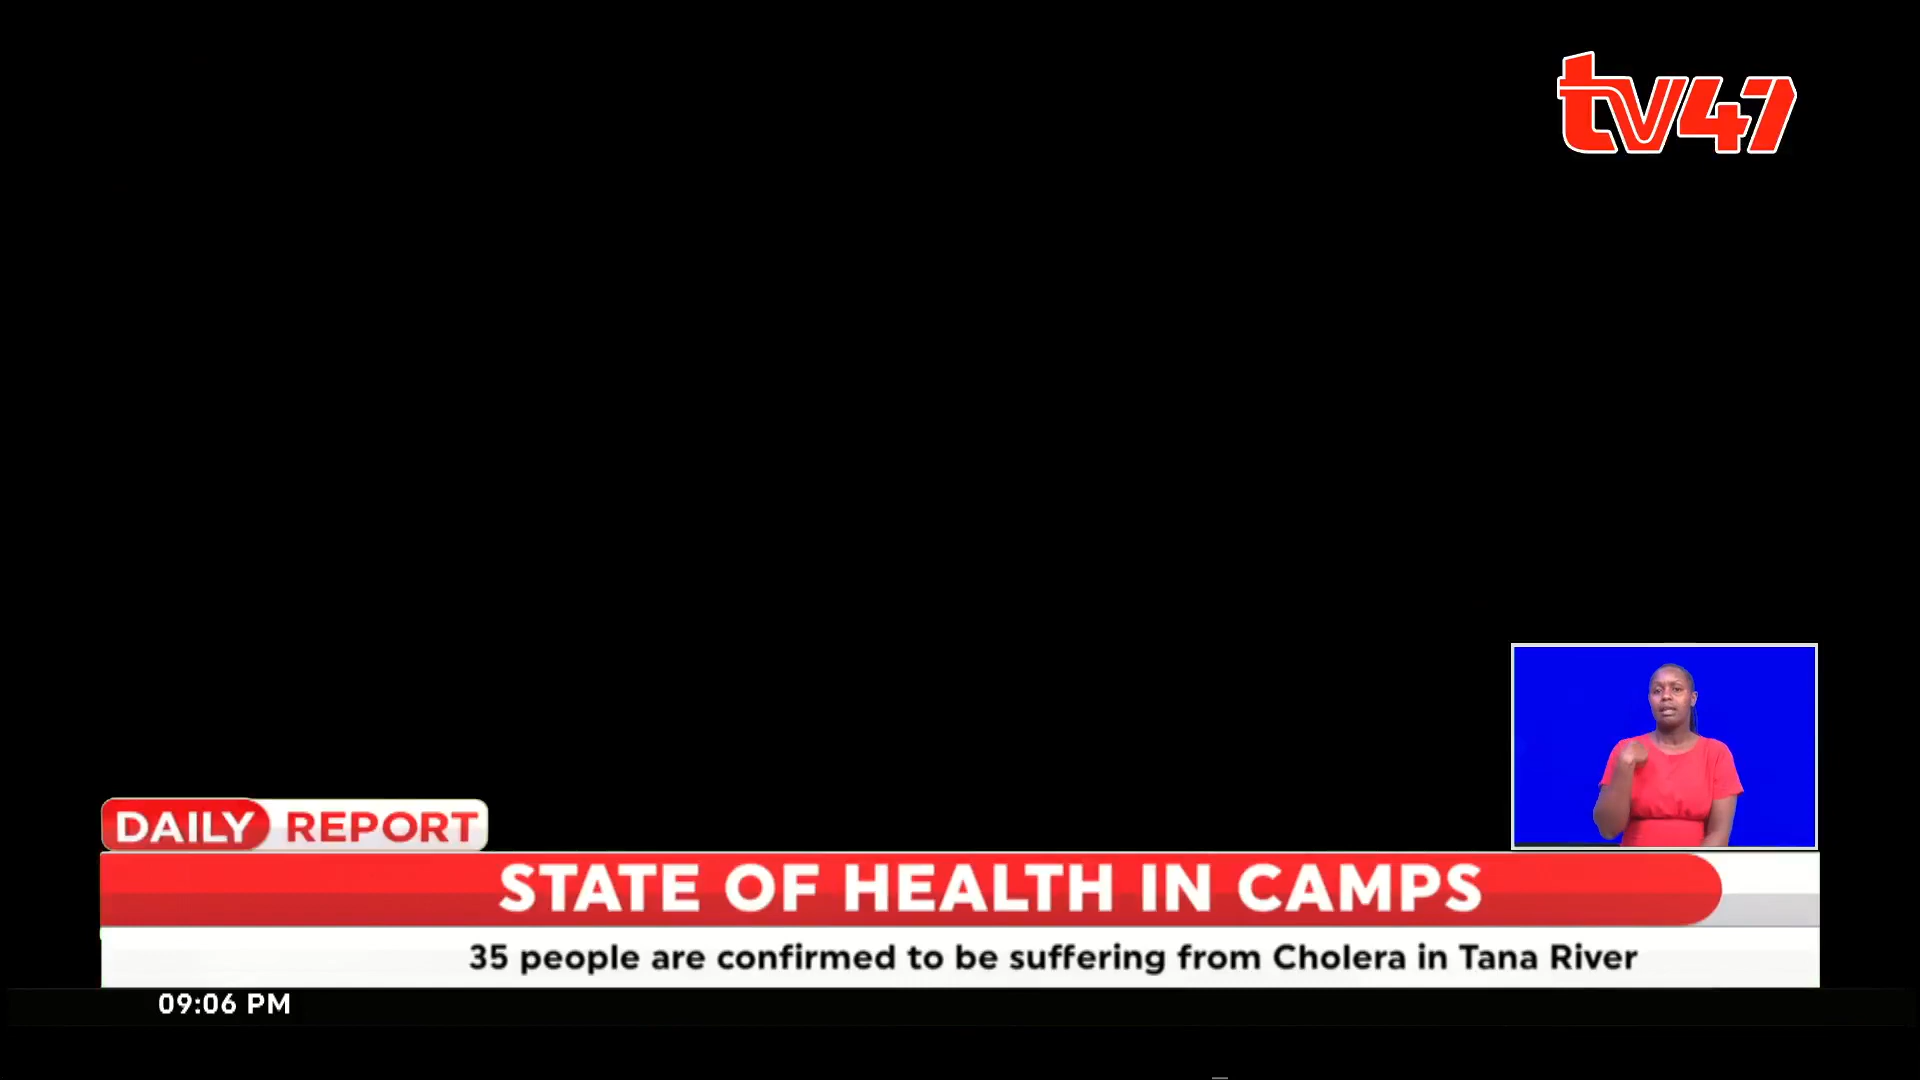 tv47
DAILY REPORT
STATE OF HEALTH IN CAMPS
35 people are confirmed to be suffering from Cholera in Tana River
09:06 PM